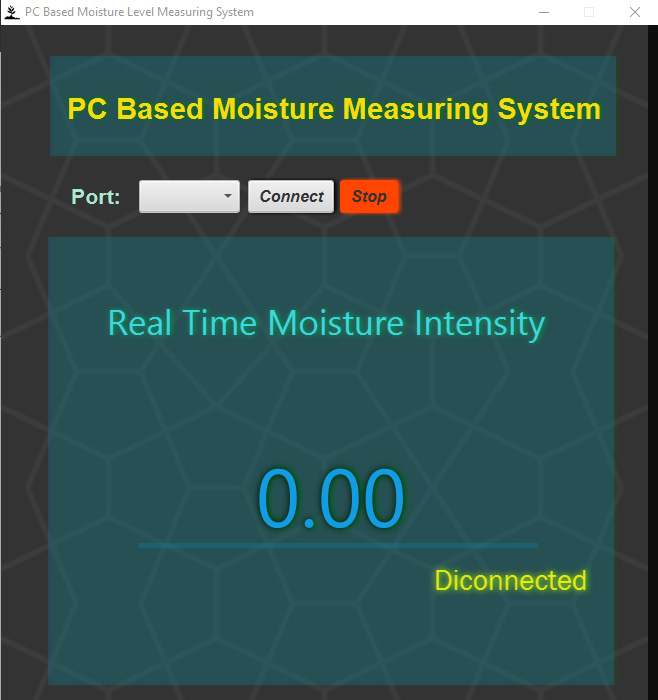 PC Based Moisture Level Measuring System
PC Based Moisture Measuring System
Port: Connect Stop
Real Time Moisture Intensity
0.00
Diconnected